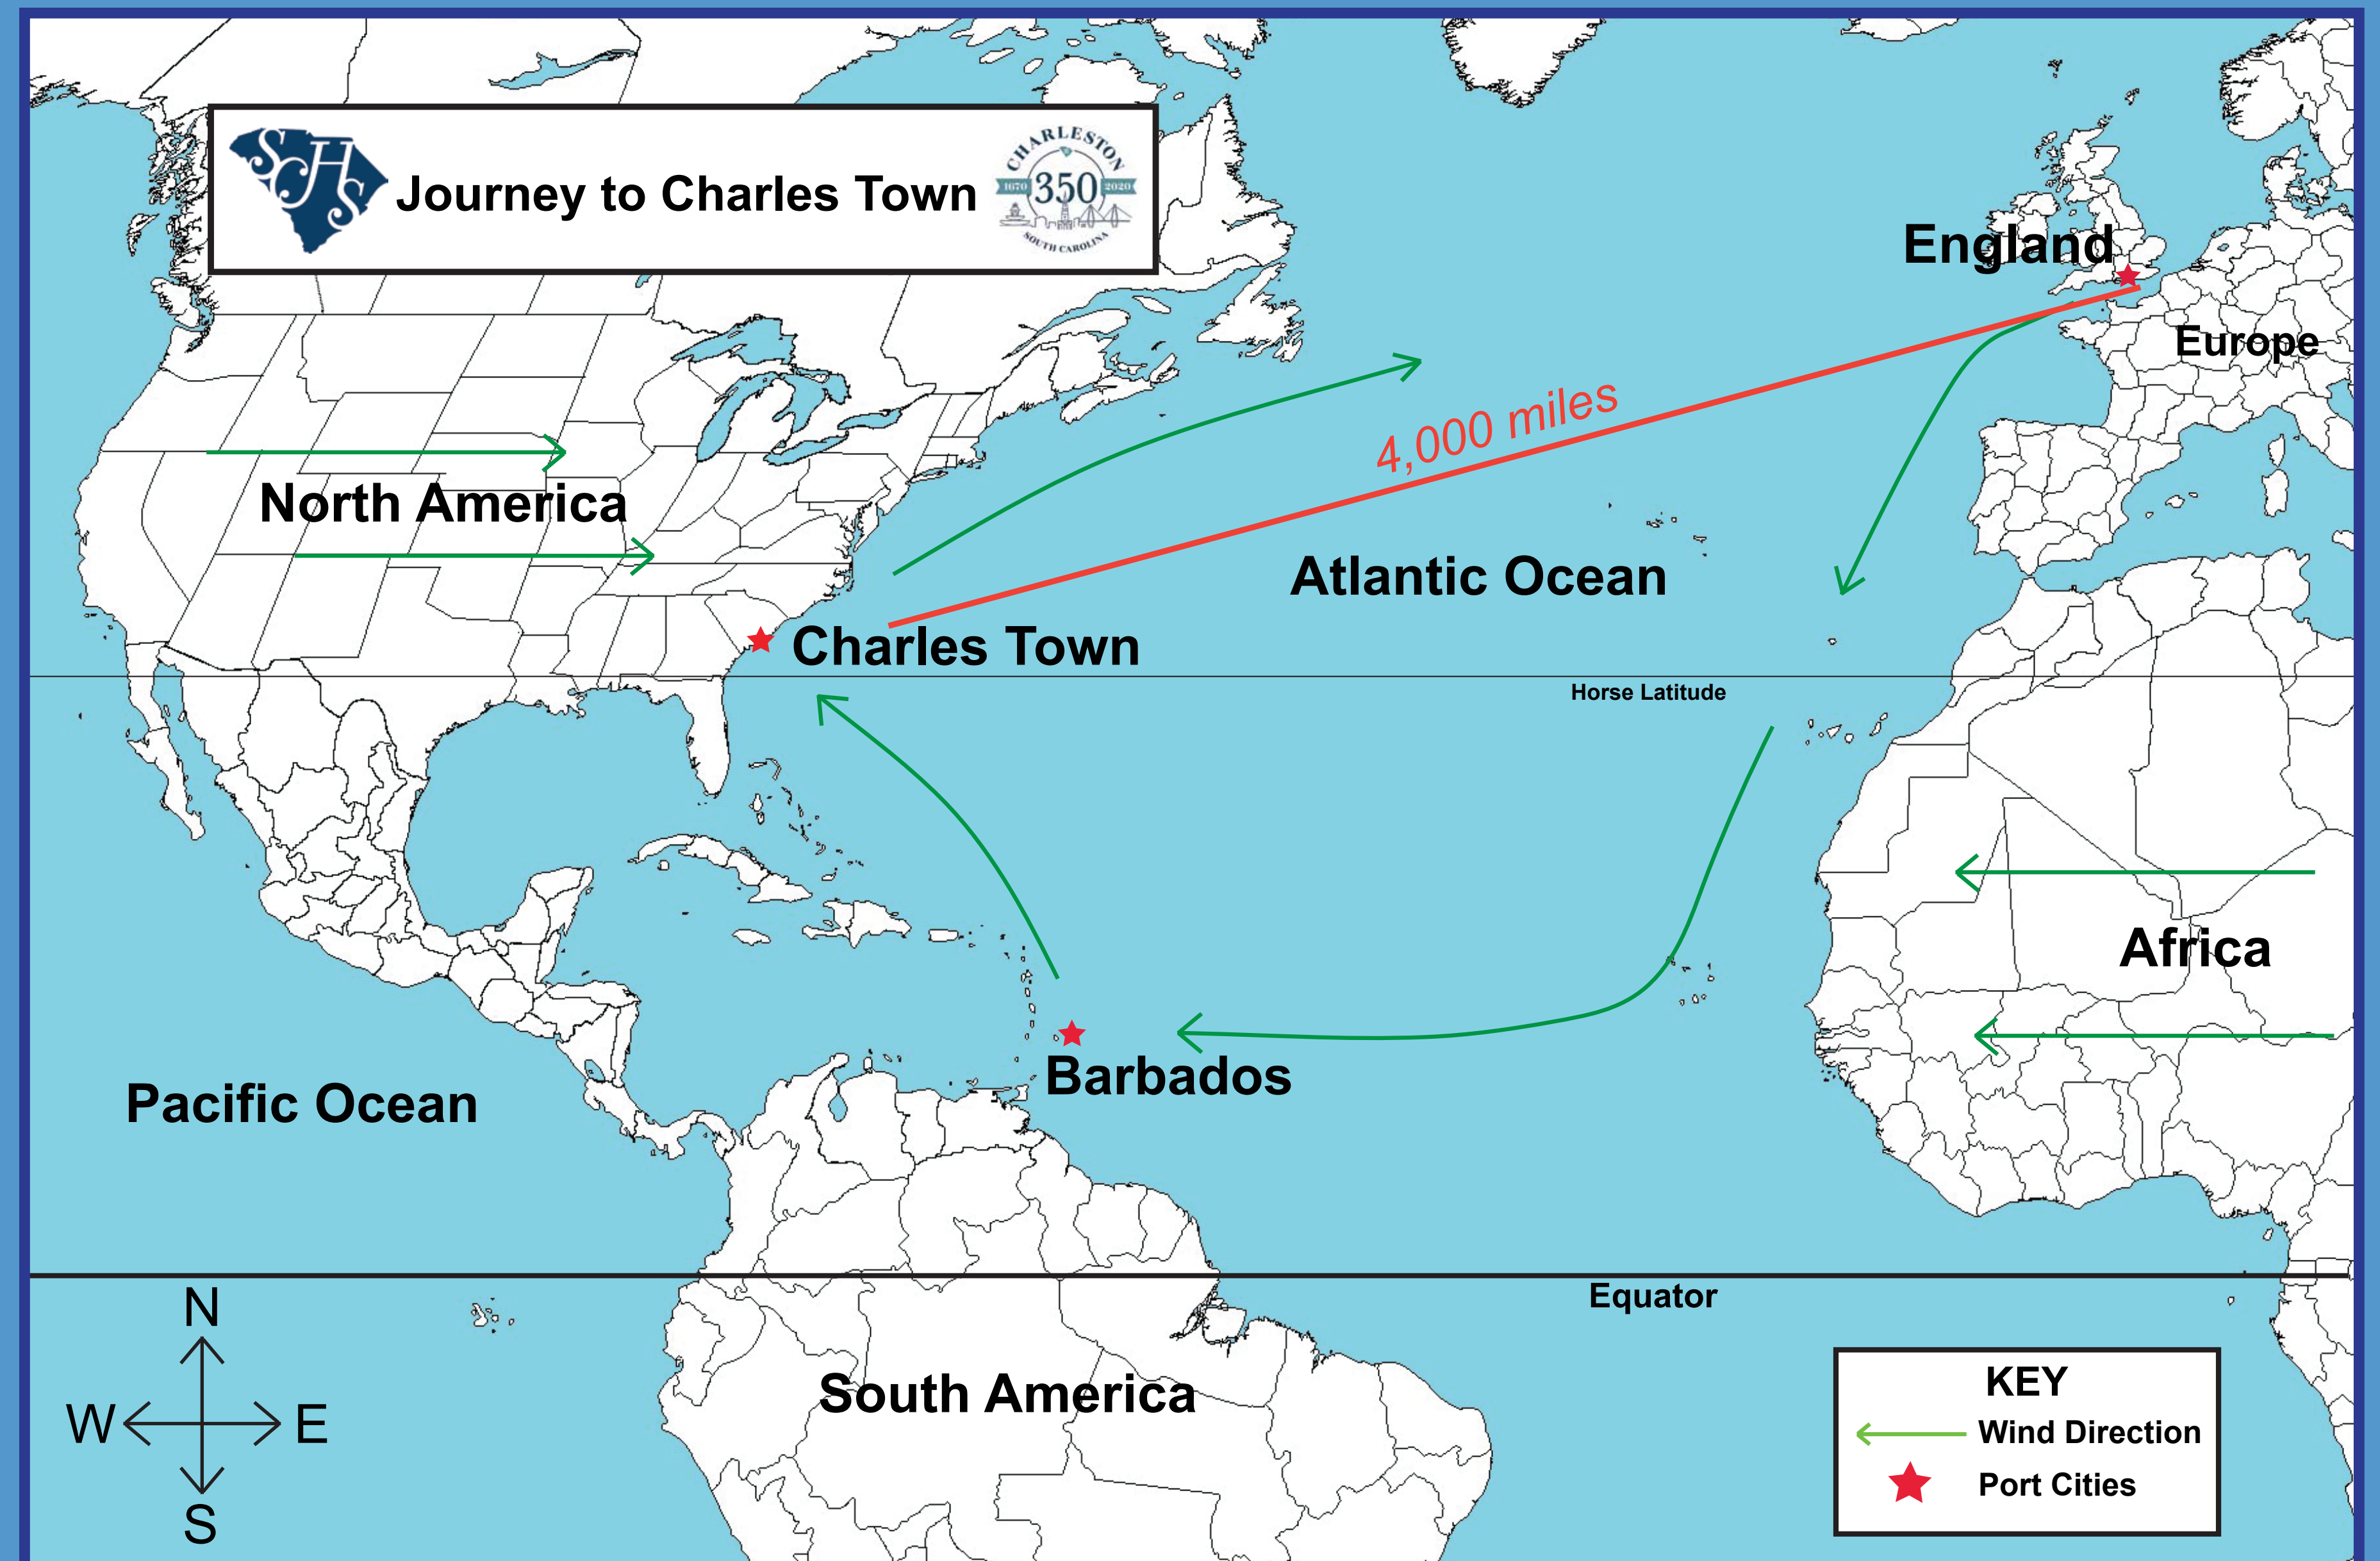 SCHS
Journey to Charles Town
CHARLESTON
1670 350 2020
SOUTH CAROLINA
England
Europe
4,000 miles
North America
Atlantic Ocean
Charles Town
Horse Latitude
Africa
Barbados
Pacific Ocean
Equator
N
W E
S
South America
KEY
Wind Direction
Port Cities